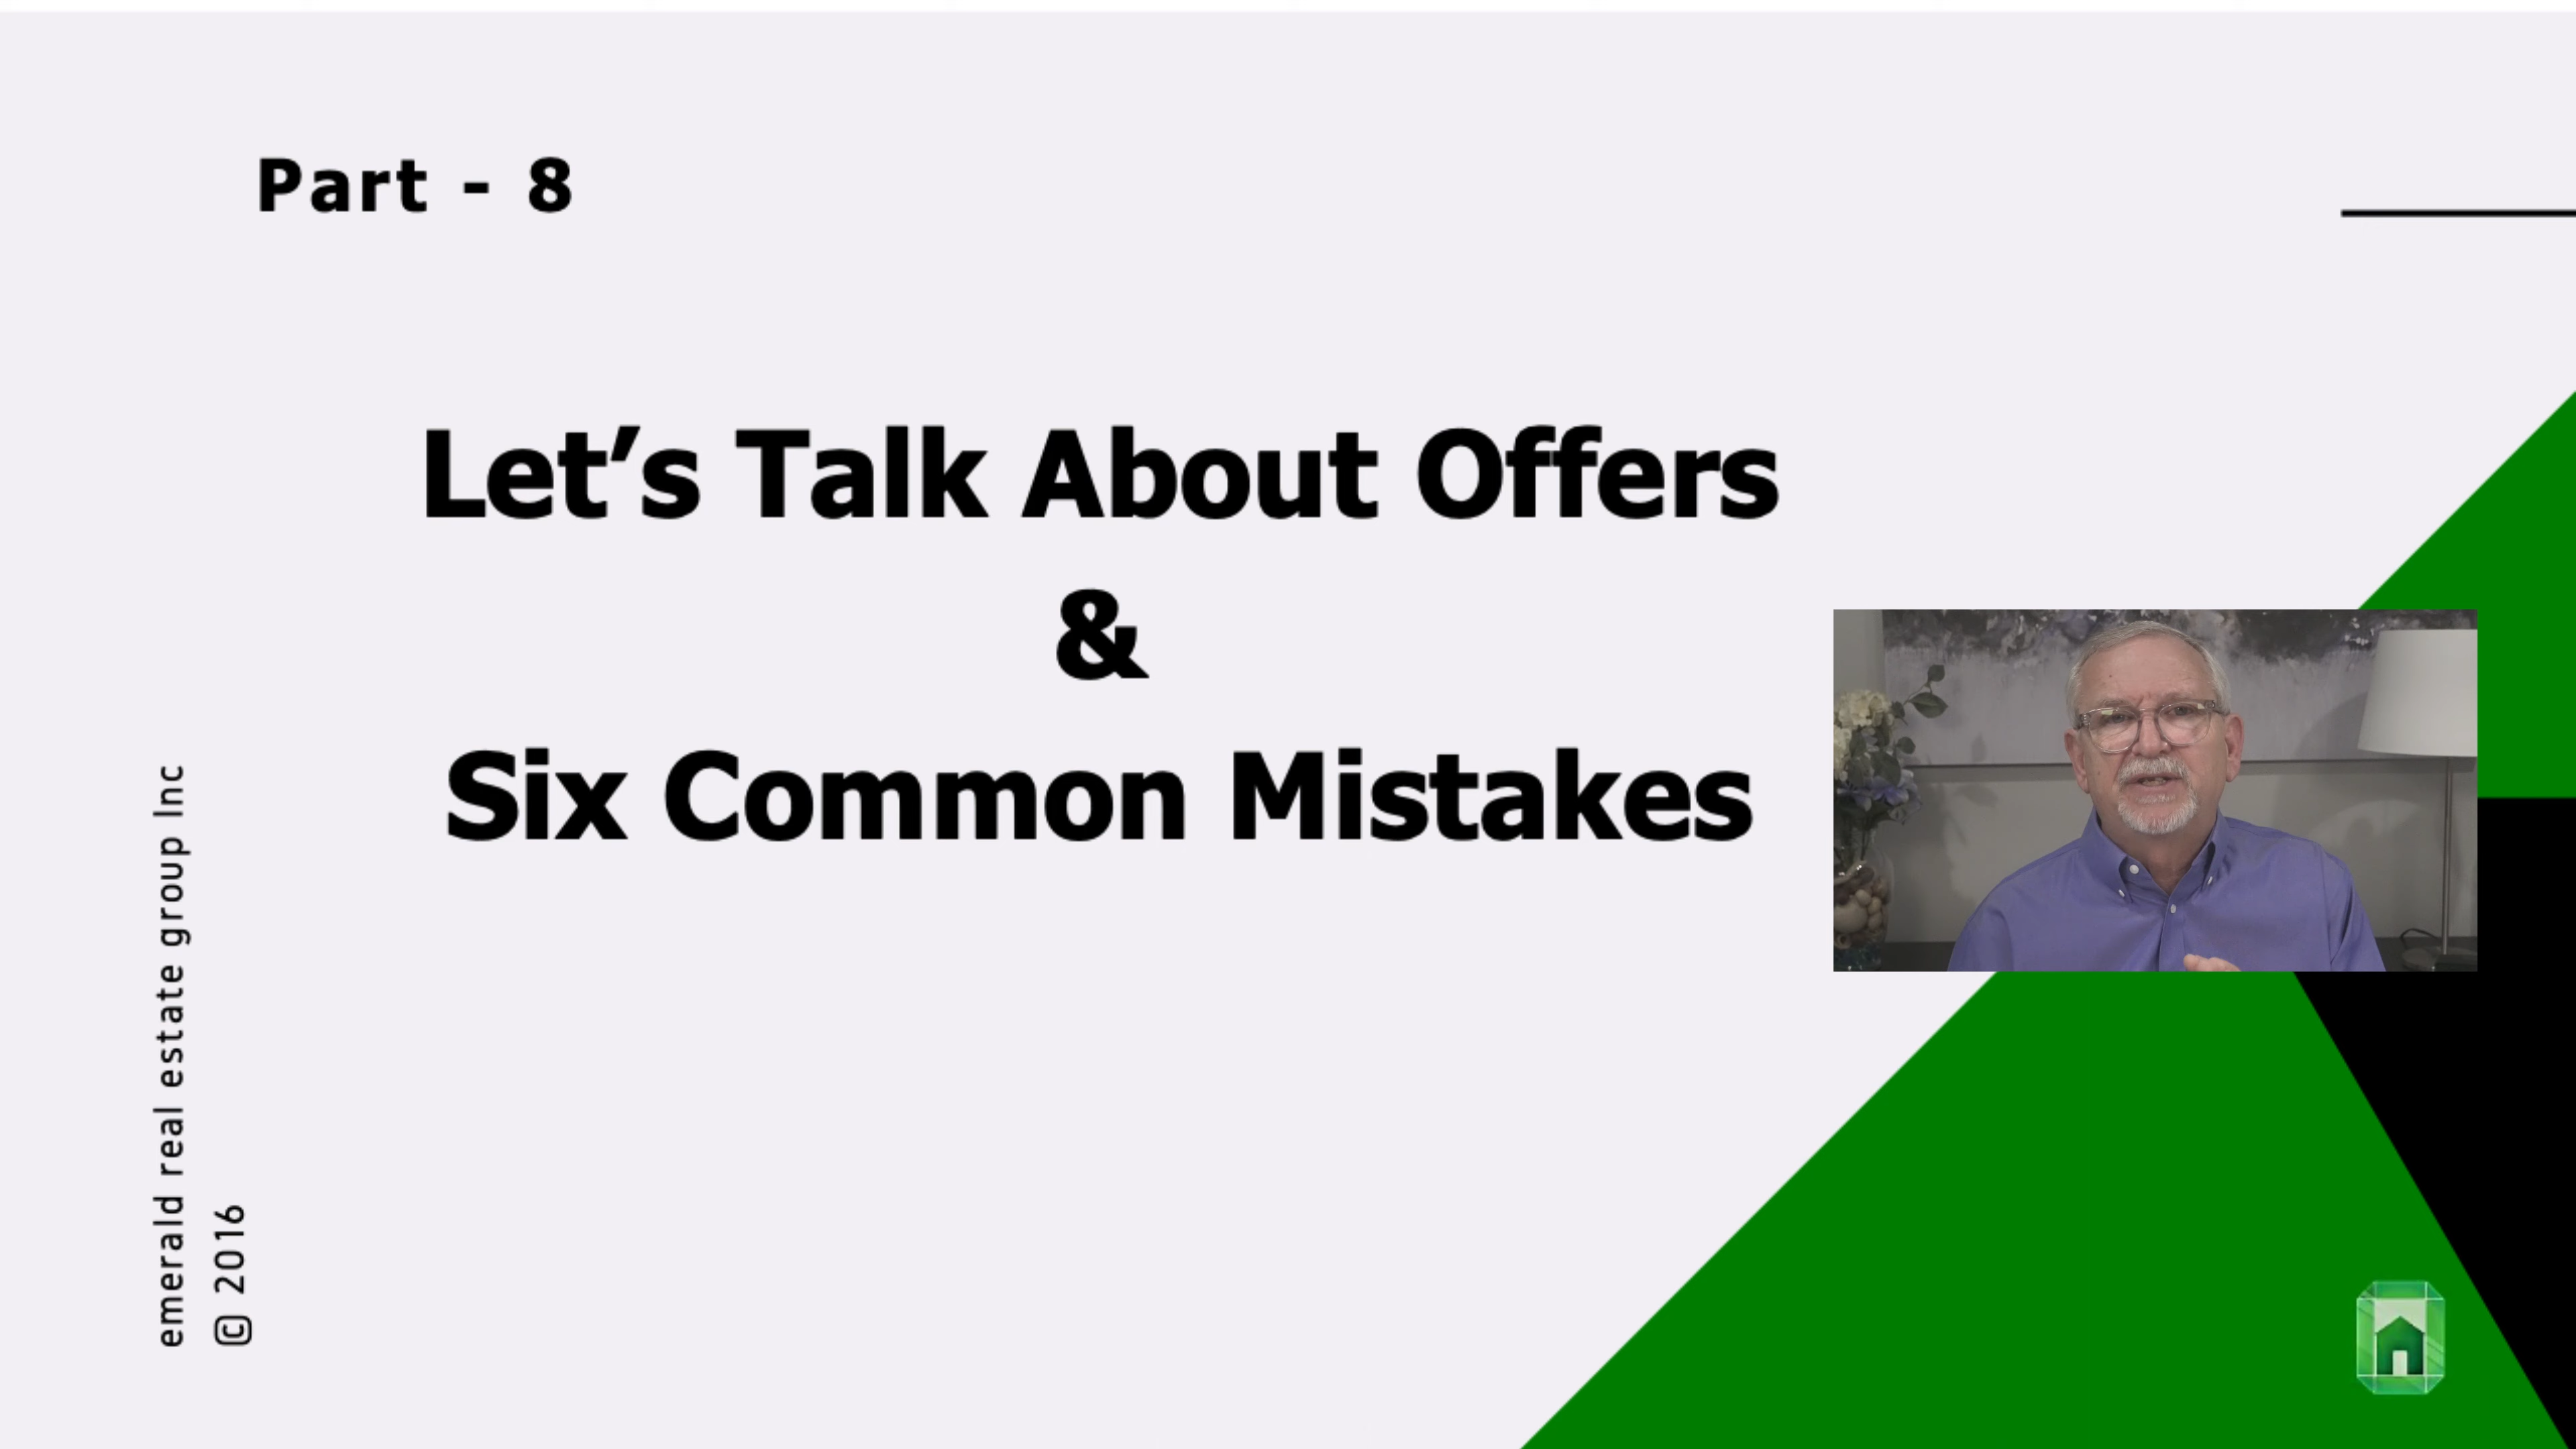 Part - 8
Let’s Talk About Offers
&
Six Common Mistakes
emerald real estate group Inc
© 2016